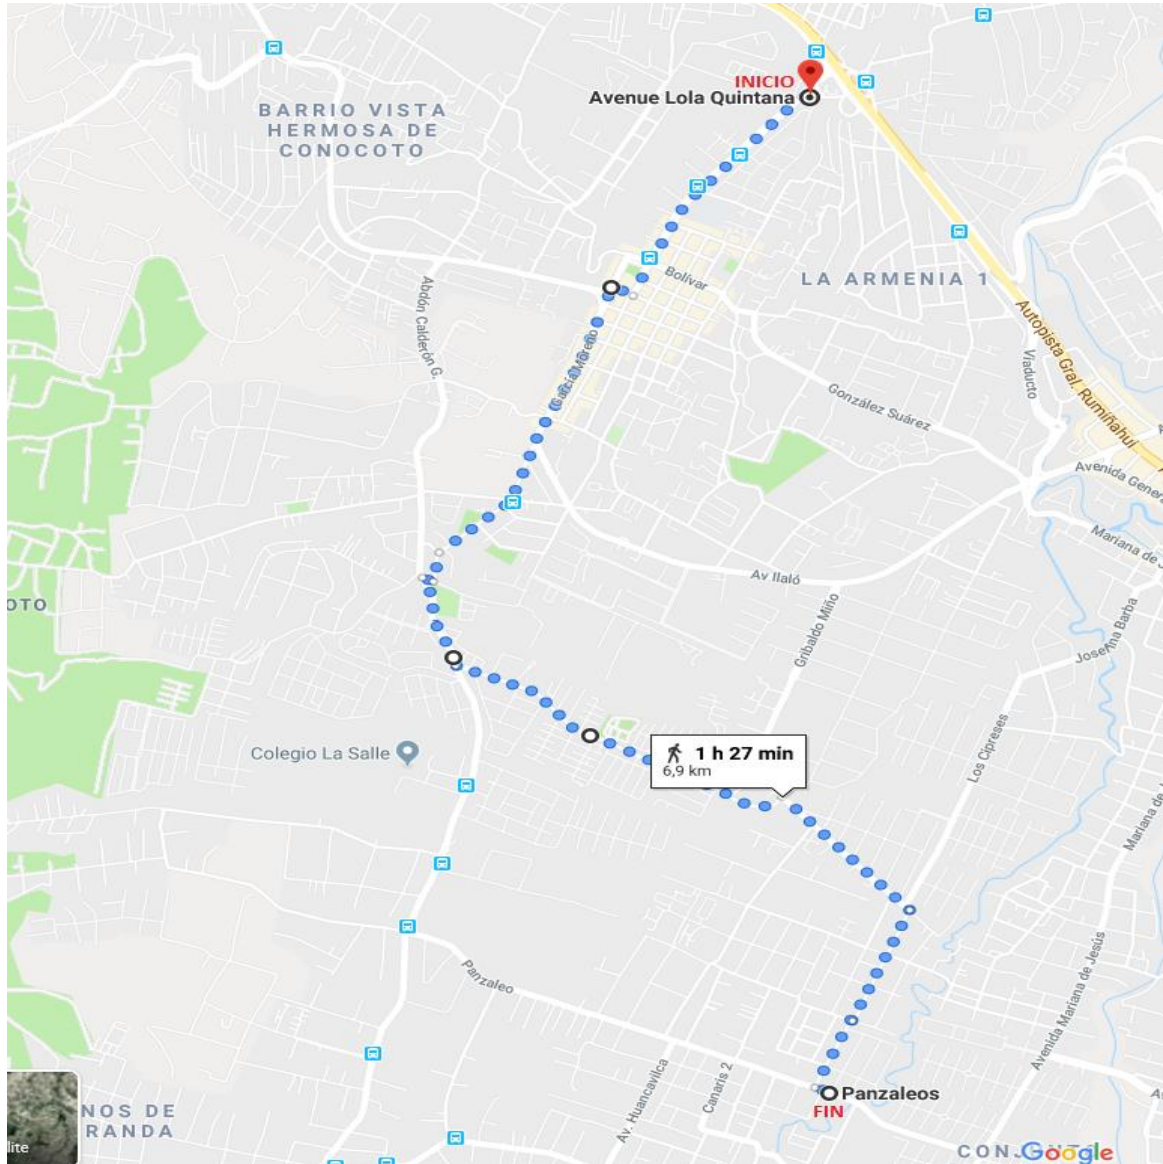 INICIO
Avenue Lola Quintana
BARRIO VISTA
HERMOSA DE
CONOCOTO
Bolívar
LA ARMENIA 1
Abdón Calderón G.
García Moreno
Autopista Gral. Rumiñahui
Viaducto
González Suárez
Avenida Gener
Mariana de J
Av Ilaló
OTO
Gribaldo Miño
Josefina Barba
Colegio La Salle
1 h 27 min
6,9 km
Los Cipreses
Mariana de J
Panzaleo
Avenida Mariana de Jesús
Av. Huancavilca
Canaris 2
Panzaleos
FIN
NOS DE
RANDA
lite
Google